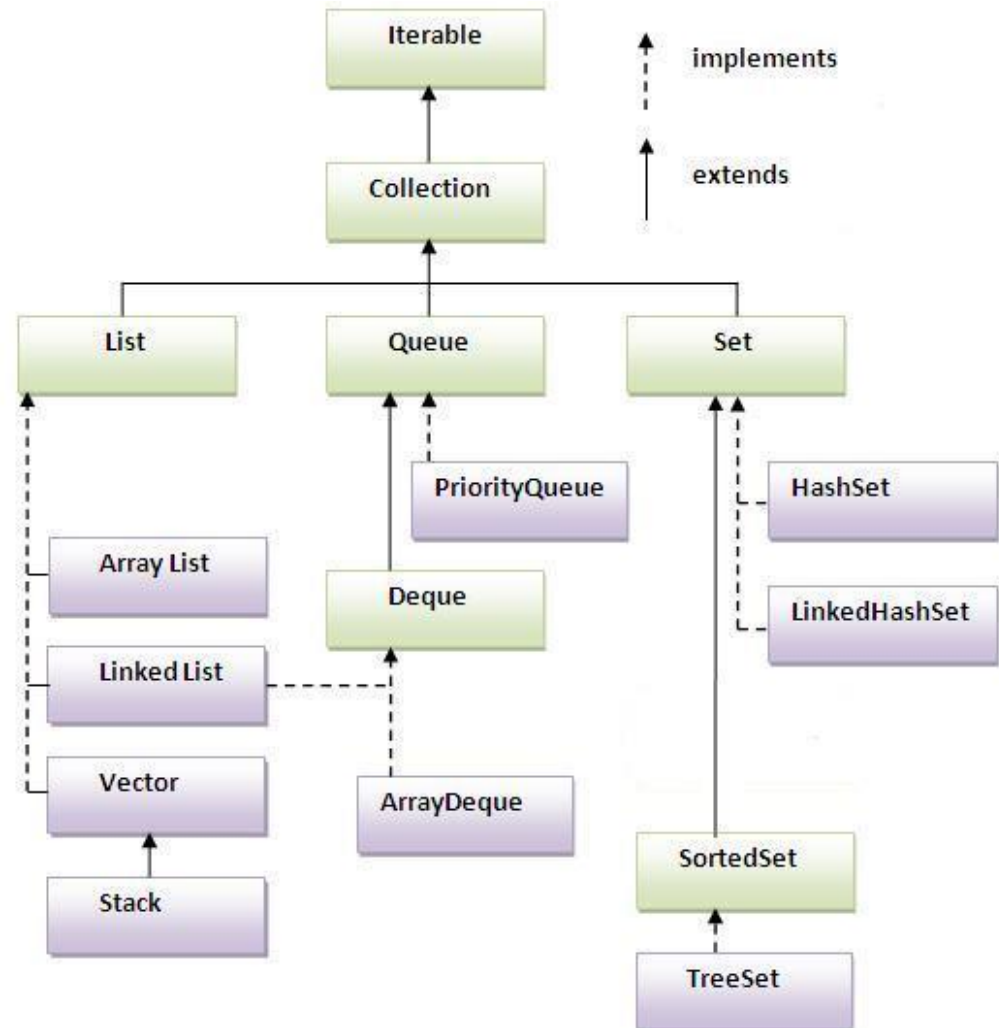 Iterable
implements
Collection
extends
List
Queue
Set
PriorityQueue
HashSet
Array List
Deque
LinkedHashSet
Linked List
Vector
ArrayDeque
SortedSet
Stack
TreeSet